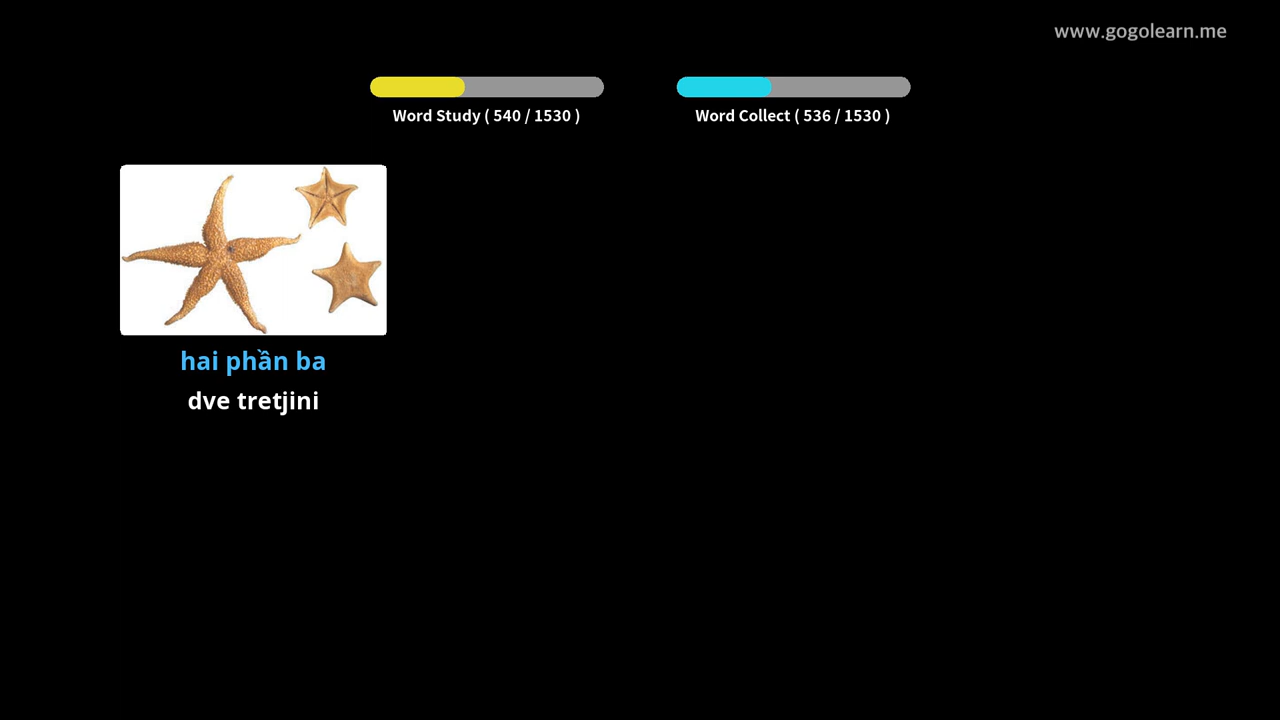 www.gogolearn.me
Word Study ( 540 / 1530 )
Word Collect ( 536 / 1530 )
hai phần ba
dve tretjini